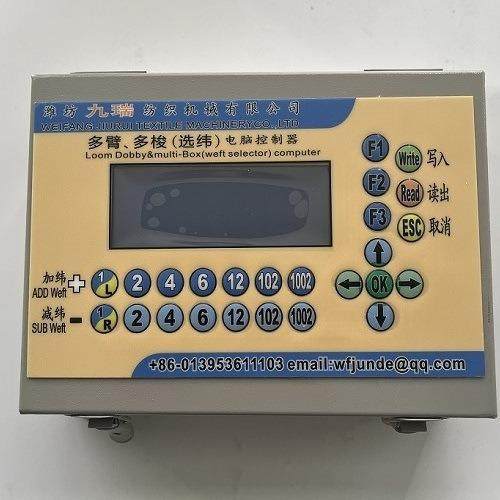 潍坊 九瑞 纺织机械有限公司
WEIFANG JIURUI TEXTILE MACHINERYCO.,LTD
多臂、多梭(选纬)电脑控制器
Loom Dobby&multi-Box(weft selector) computer
F1 Write 写入
F2 Read 读出
F3 ESC 取消
加纬 + 1 L 2 4 6 12 102 1002
ADD Weft
OK
减纬 - 1 R 2 4 6 12 102 1002
SUB Weft
+86-013953611103 email:wfjunde@qq.com